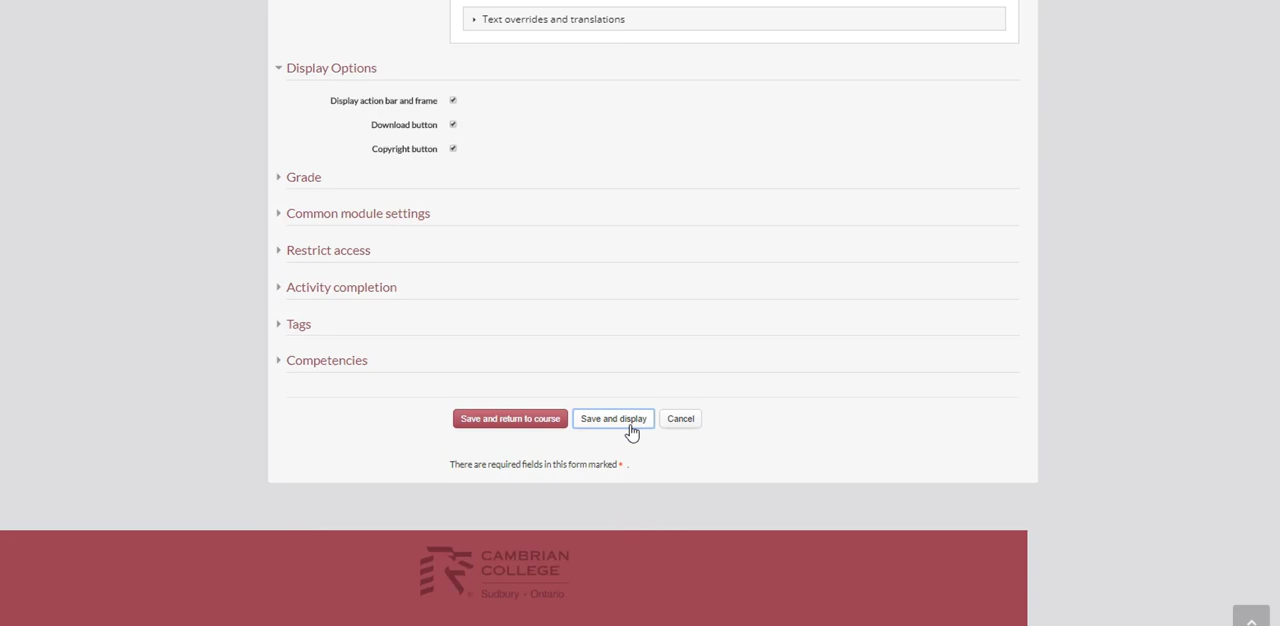 Text overrides and translations
Display Options
Display action bar and frame
Download button
Copyright button
Grade
Common module settings
Restrict access
Activity completion
Tags
Competencies
Save and return to course Save and display Cancel
There are required fields in this form marked * .
CAMBRIAN
COLLEGE
Sudbury • Ontario